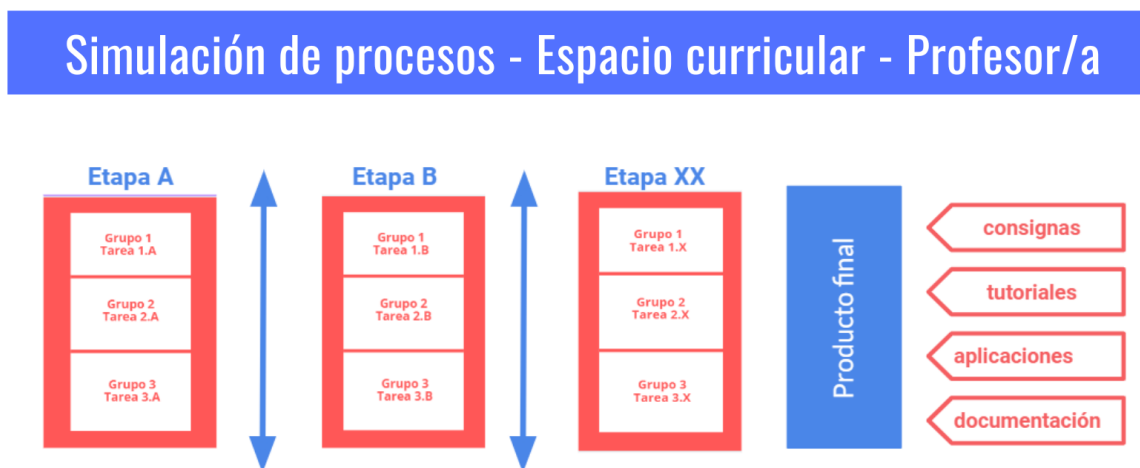 Simulación de procesos - Espacio curricular - Profesor/a
Etapa A
Grupo 1
Tarea 1.A
Grupo 2
Tarea 2.A
Grupo 3
Tarea 3.A
Etapa B
Grupo 1
Tarea 1.B
Grupo 2
Tarea 2.B
Grupo 3
Tarea 3.B
Etapa XX
Grupo 1
Tarea 1.X
Grupo 2
Tarea 2.X
Grupo 3
Tarea 3.X
Producto final
consignas
tutoriales
aplicaciones
documentación